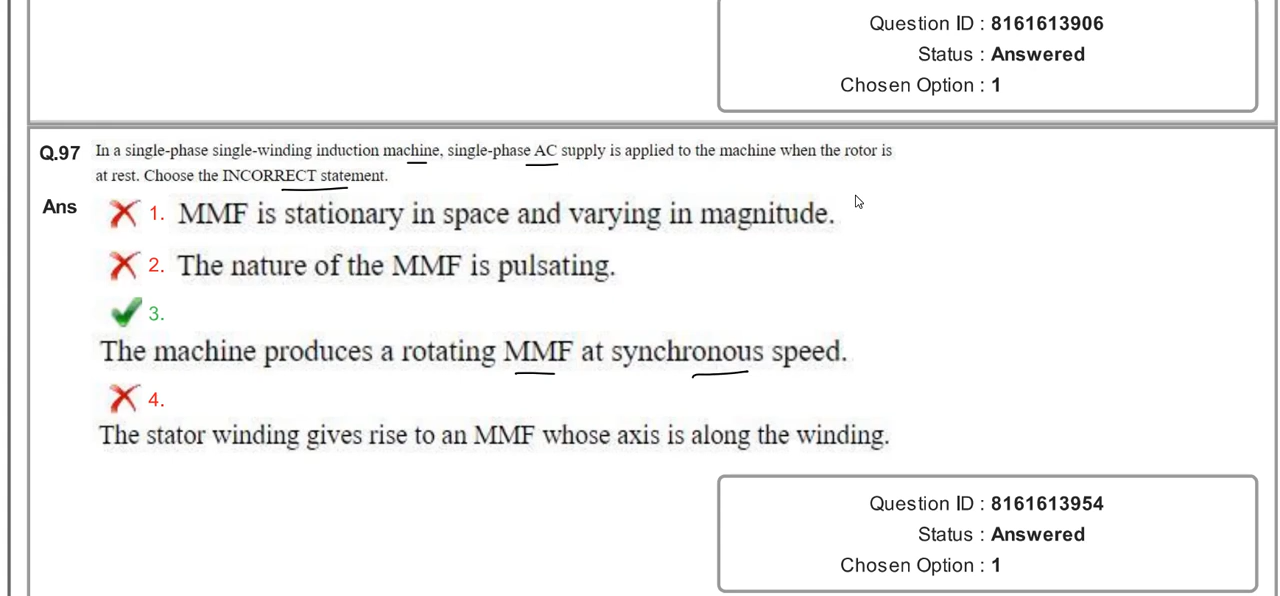 Question ID : 8161613906
Status : Answered
Chosen Option : 1
Q.97 In a single-phase single-winding induction machine, single-phase AC supply is applied to the machine when the rotor is
at rest. Choose the INCORRECT statement.
Ans 1. MMF is stationary in space and varying in magnitude.
2. The nature of the MMF is pulsating.
3.
The machine produces a rotating MMF at synchronous speed.
4.
The stator winding gives rise to an MMF whose axis is along the winding.
Question ID : 8161613954
Status : Answered
Chosen Option : 1